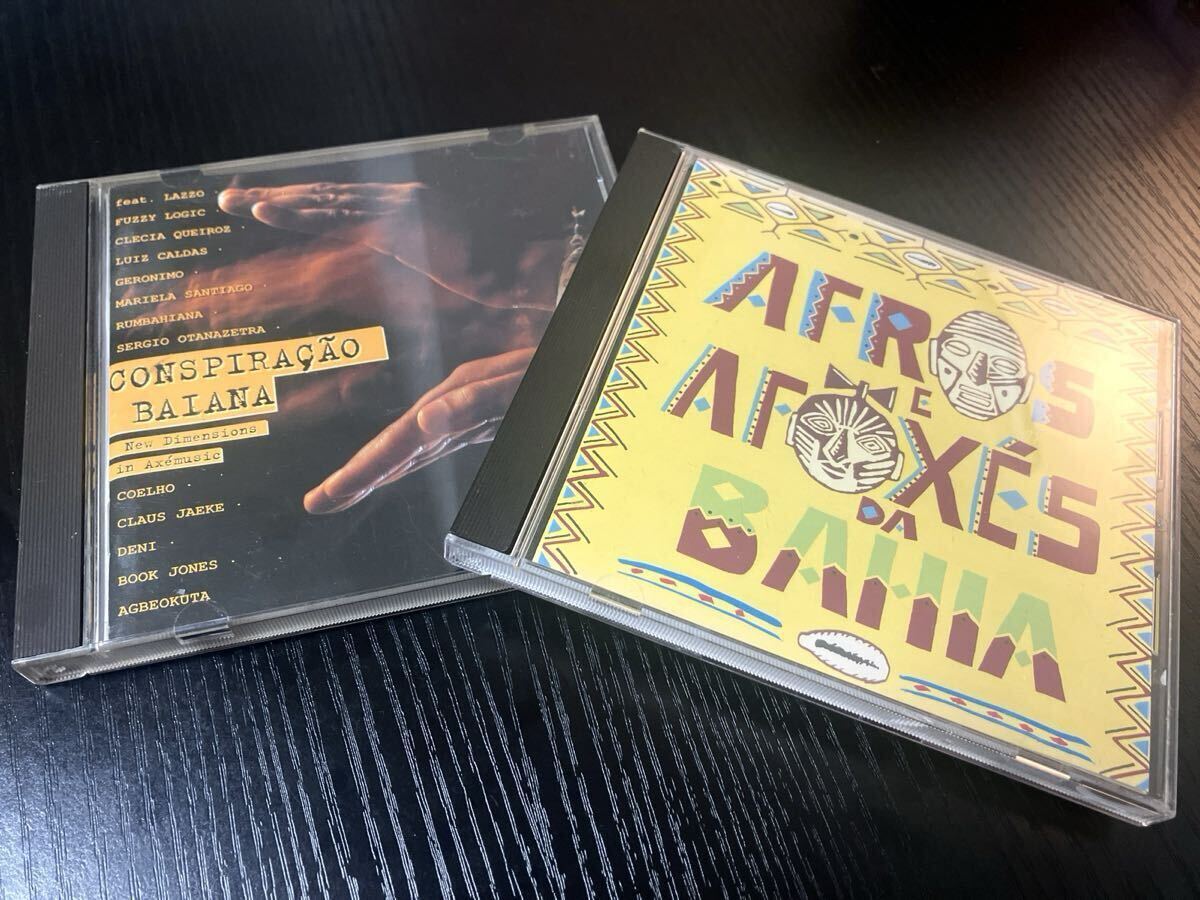 feat. LAZZO
FUZZY LOGIC
CLECIA QUEIROZ
LUIZ CALDAS
GERONIMO
MARIELA SANTIAGO
RUMBAHIANA
SERGIO OTANAZETRA
CONSPIRAÇÃO
BAIANA
New Dimensions
in Axémusic
COELHO
CLAUS JAEKE
DENI
BOOK JONES
AGBEOKUTA
AFROS
E
AFOXÉS
DA
BAHIA